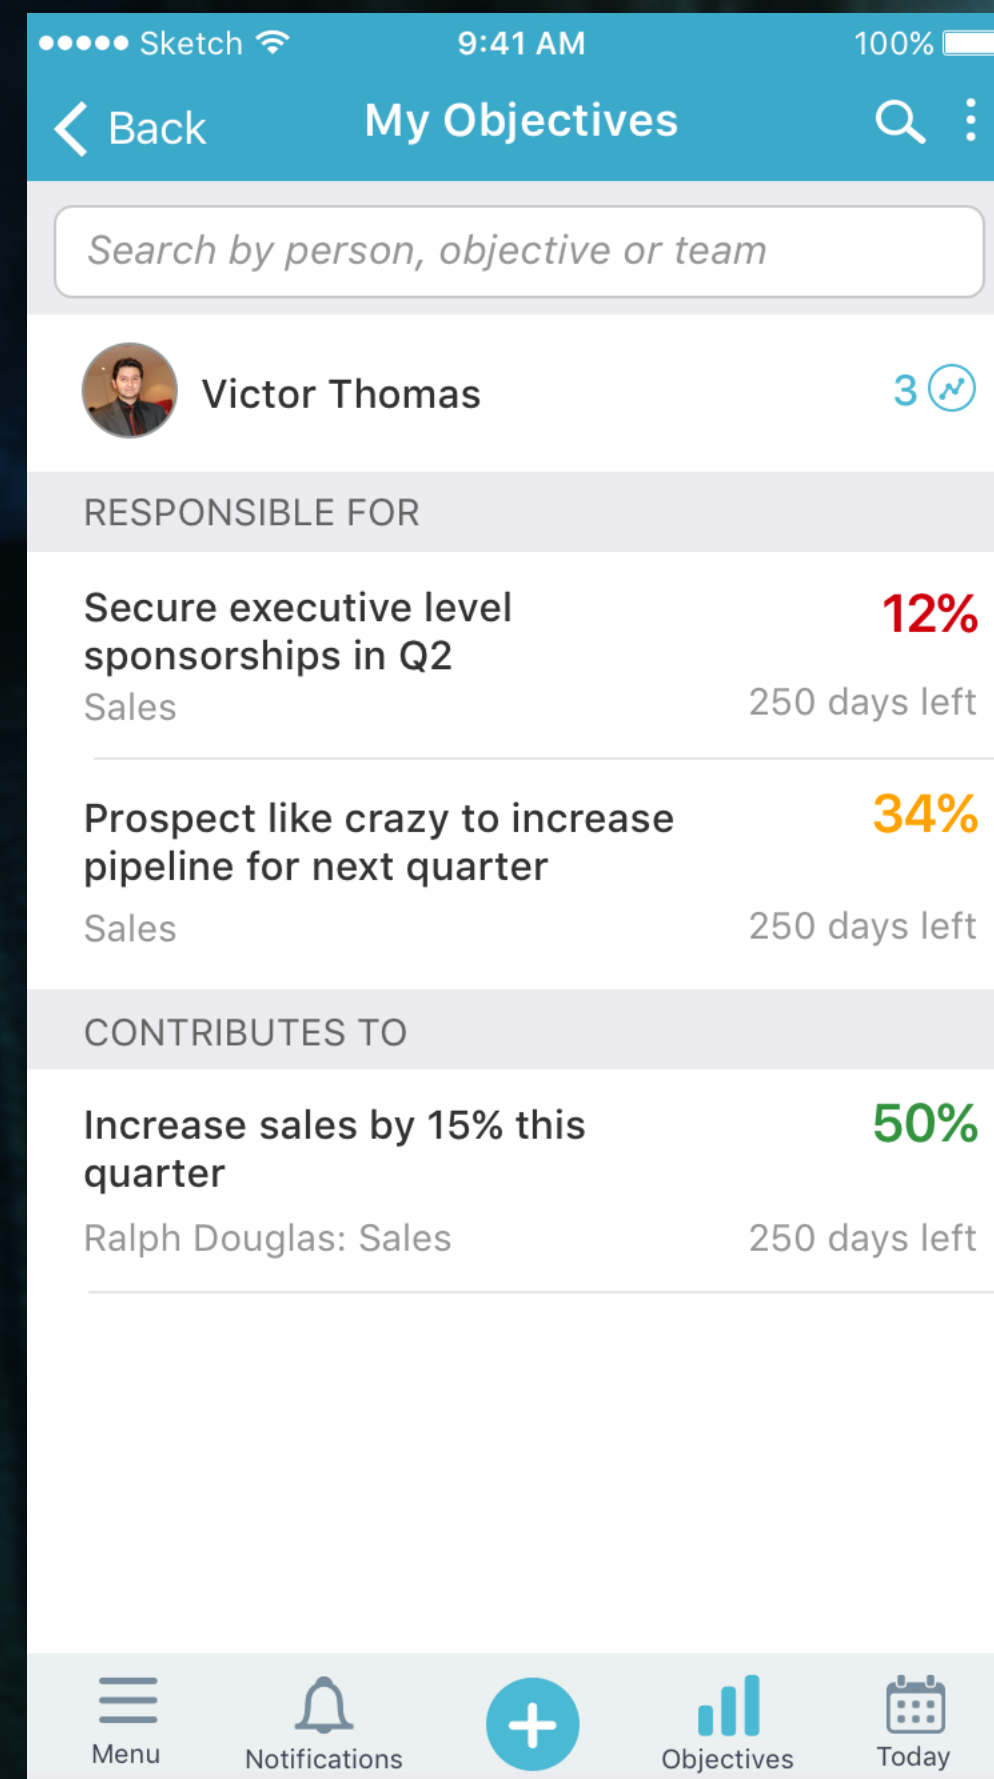 Sketch 9:41 AM 100%
Back My Objectives
Search by person, objective or team
Victor Thomas 3
RESPONSIBLE FOR
Secure executive level 12%
sponsorships in Q2
Sales 250 days left
Prospect like crazy to increase 34%
pipeline for next quarter
Sales 250 days left
CONTRIBUTES TO
Increase sales by 15% this 50%
quarter
Ralph Douglas: Sales 250 days left
Menu Notifications Objectives Today